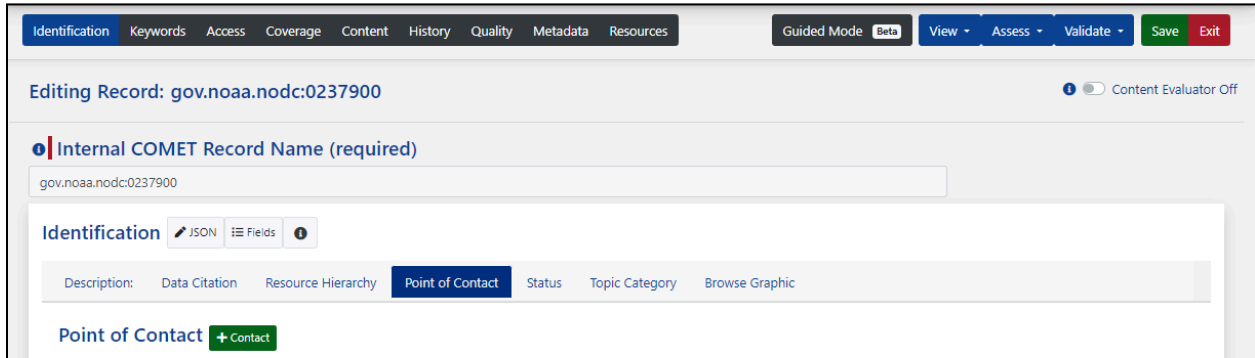 Identification Keywords Access Coverage Content History Quality Metadata Resources Guided Mode Beta View Assess Validate Save Exit
Editing Record: gov.noaa.nodc:0237900 Content Evaluator Off
Internal COMET Record Name (required)
gov.noaa.nodc:0237900
Identification JSON Fields
Description: Data Citation Resource Hierarchy Point of Contact Status Topic Category Browse Graphic
Point of Contact + Contact